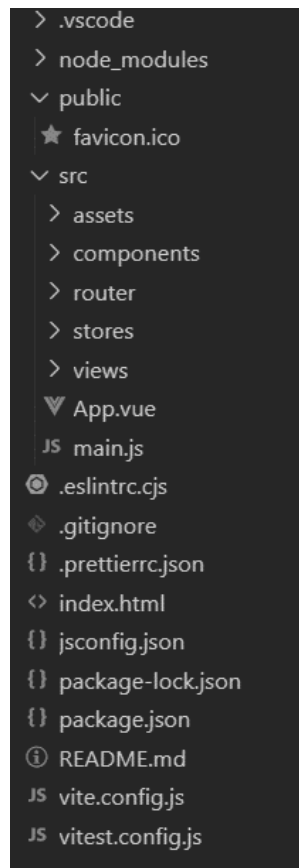 .vscode
node_modules
public
favicon.ico
src
assets
components
router
stores
views
App.vue
JS main.js
.eslintrc.cjs
.gitignore
{} .prettierrc.json
<> index.html
{} jsconfig.json
{} package-lock.json
{} package.json
README.md
JS vite.config.js
JS vitest.config.js